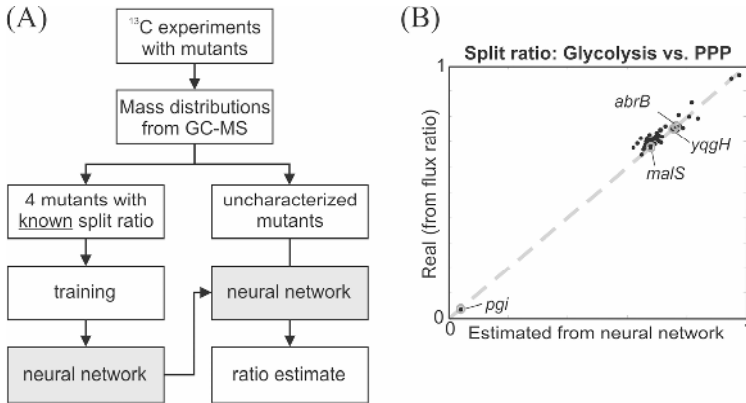 (A)
¹³C experiments
with mutants
Mass distributions
from GC-MS
4 mutants with
known split ratio
uncharacterized
mutants
training
neural network
neural network
ratio estimate
(B)
Split ratio: Glycolysis vs. PPP
1
Real (from flux ratio)
0
abrB
yqgH
malS
pgi
0
Estimated from neural network